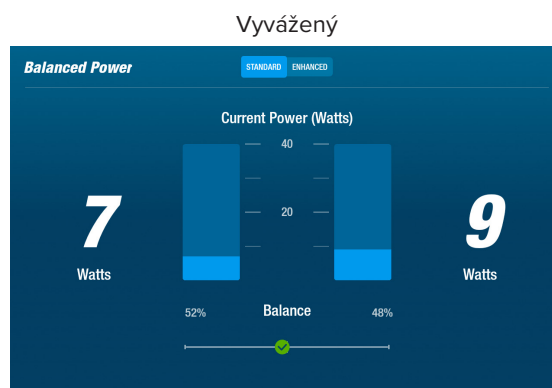 Vyvážený
Balanced Power
STANDARD ENHANCED
Current Power (Watts)
40
7
20
9
Watts
Watts
52% Balance 48%